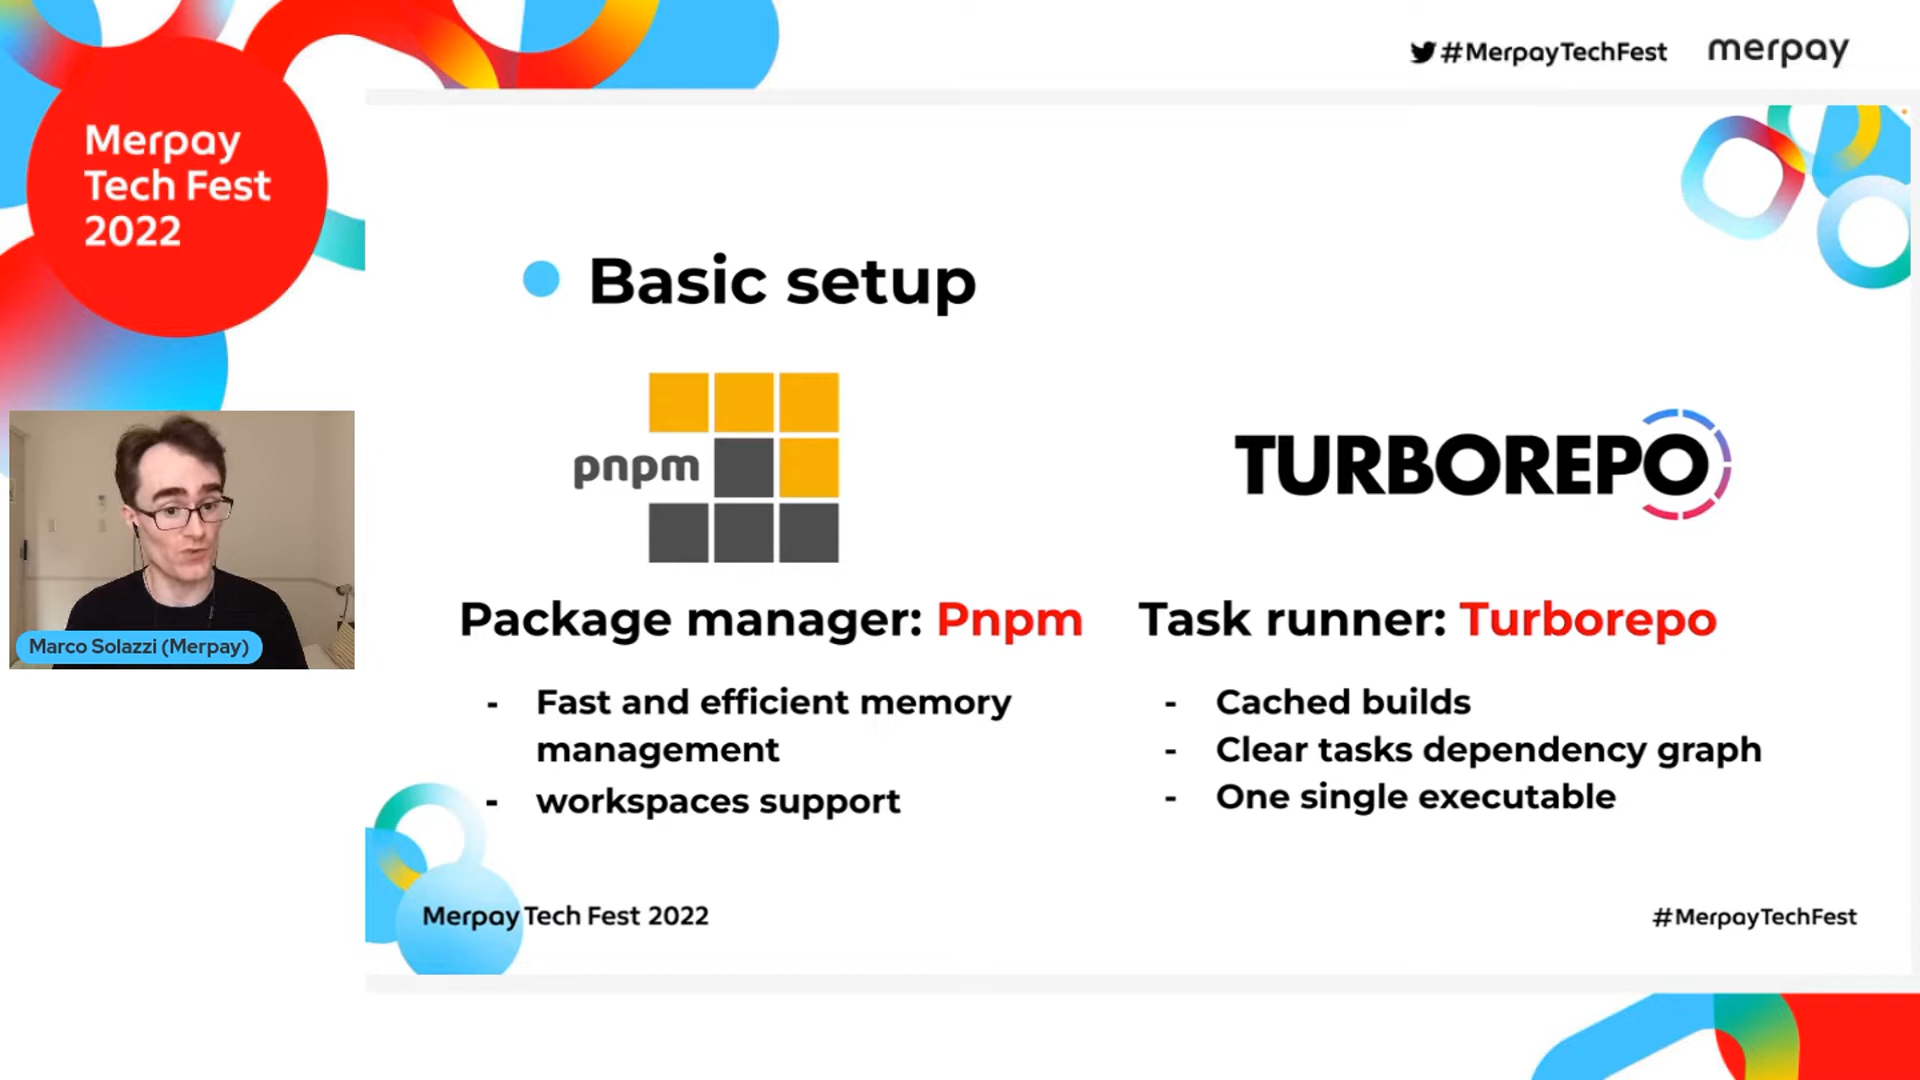 #MerpayTechFest
merpay
Merpay
Tech Fest
2022
Basic setup
pnpm
TURBOREPO
Package manager: Pnpm
- Fast and efficient memory
management
- workspaces support
Task runner: Turborepo
- Cached builds
- Clear tasks dependency graph
- One single executable
Marco Solazzi (Merpay)
Merpay Tech Fest 2022
#MerpayTechFest